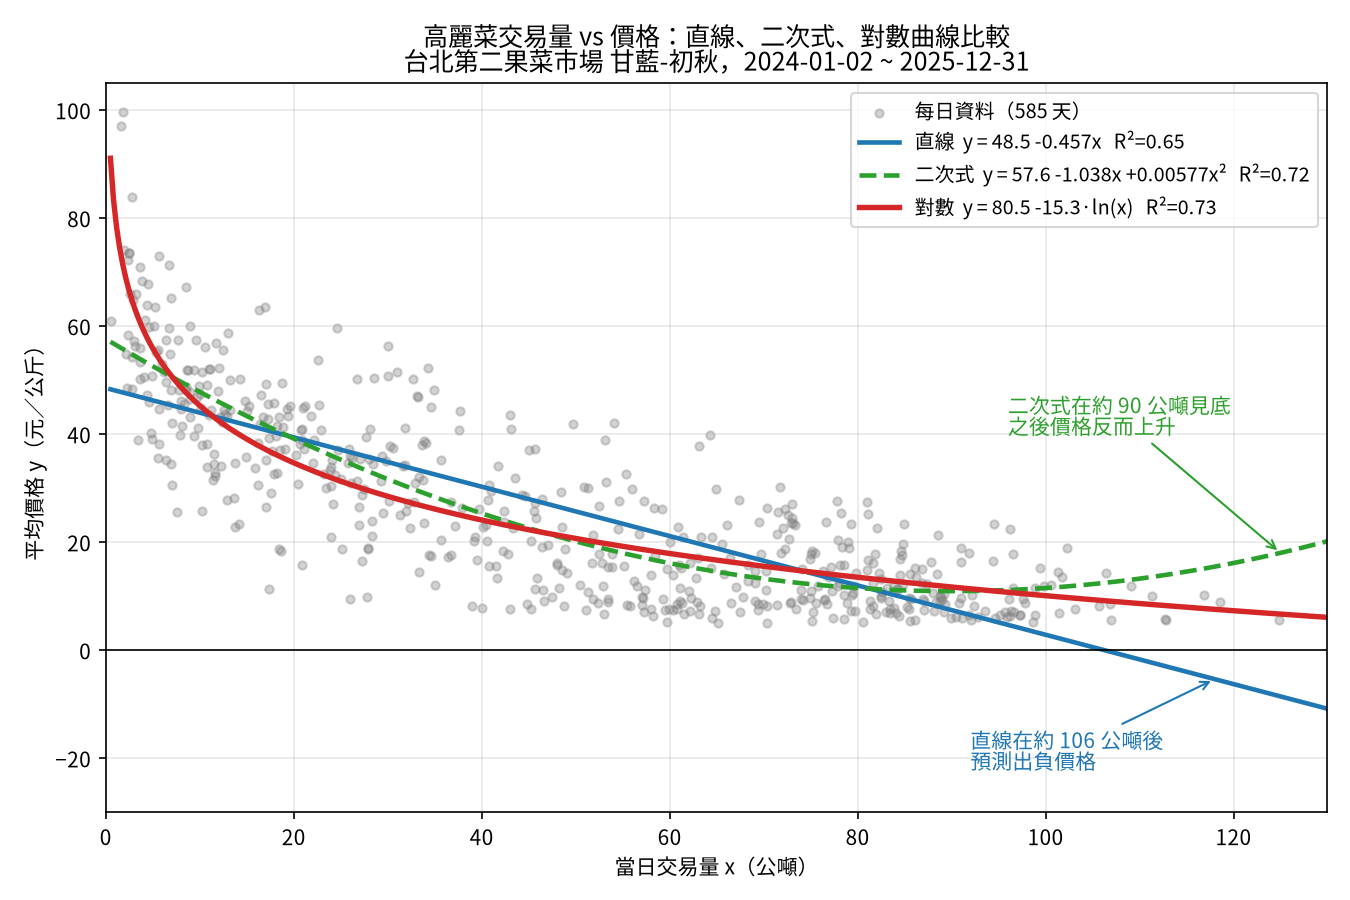 高麗菜交易量 vs 價格：直線、二次式、對數曲線比較
台北第二果菜市場 甘藍-初秋，2024-01-02 ~ 2025-12-31
每日資料（585 天）
直線 y = 48.5 -0.457x R²=0.65
二次式 y = 57.6 -1.038x +0.00577x² R²=0.72
對數 y = 80.5 -15.3·ln(x) R²=0.73
平均價格 y（元／公斤）
100
80
60
40
20
0
−20
二次式在約 90 公噸見底
之後價格反而上升
直線在約 106 公噸後
預測出負價格
0
20
40
60
80
100
120
當日交易量 x（公噸）